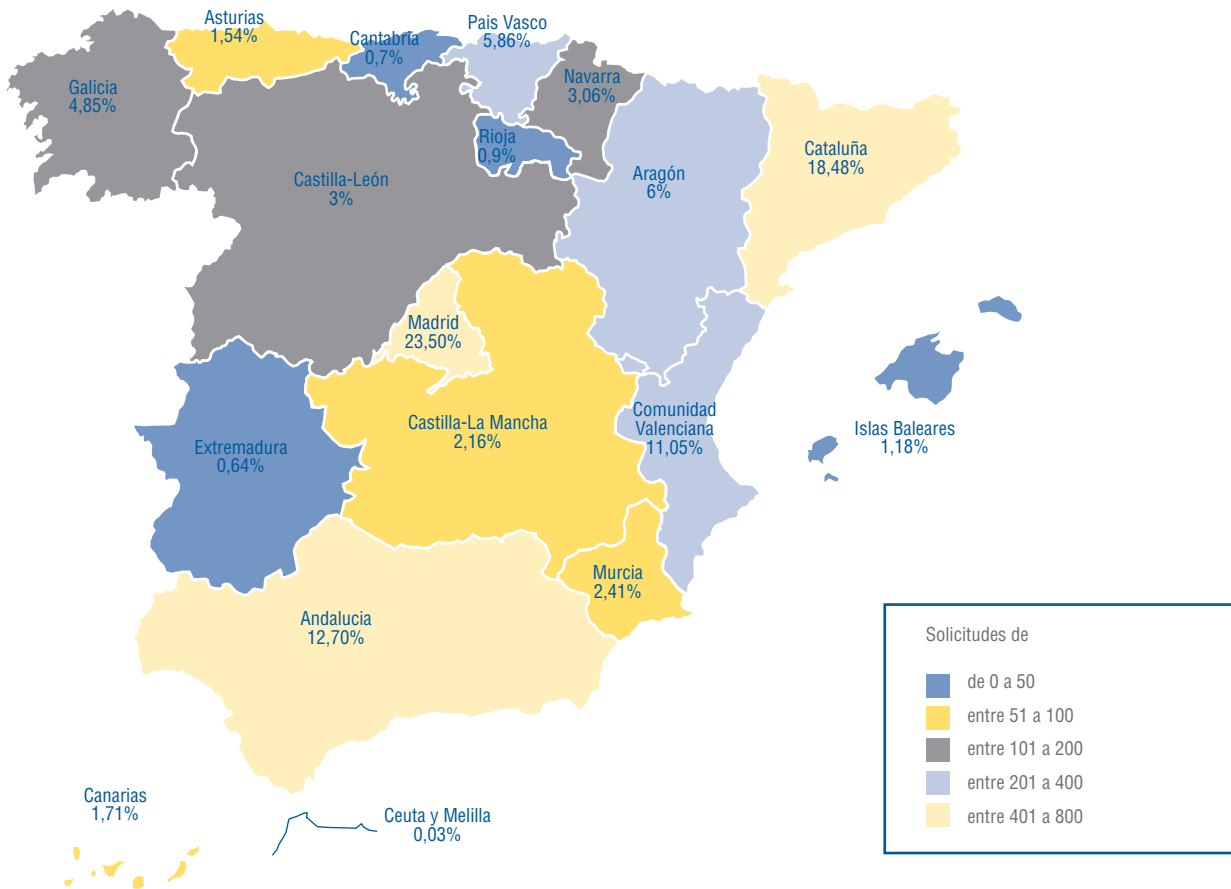 Asturias
1,54%
Cantabria
0,7%
Pais Vasco
5,86%
Galicia
4,85%
Navarra
3,06%
Rioja
0,9%
Castilla-León
3%
Aragón
6%
Cataluña
18,48%
Madrid
23,50%
Castilla-La Mancha
2,16%
Comunidad
Valenciana
11,05%
Islas Baleares
1,18%
Extremadura
0,64%
Murcia
2,41%
Andalucia
12,70%
Canarias
1,71%
Ceuta y Melilla
0,03%
Solicitudes de
de 0 a 50
entre 51 a 100
entre 101 a 200
entre 201 a 400
entre 401 a 800